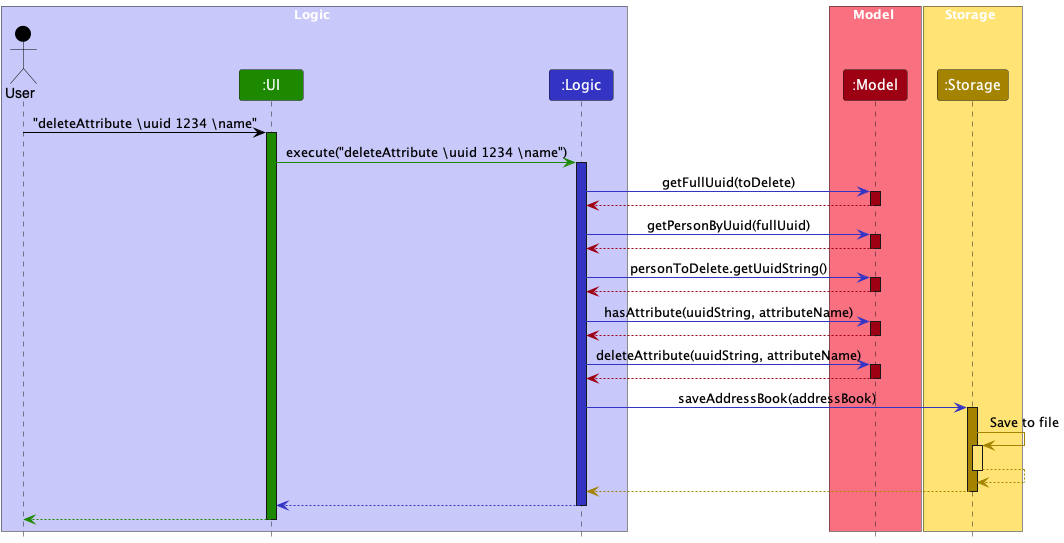 Logic
Model
Storage
User
:UI
:Logic
:Model
:Storage
"deleteAttribute \uuid 1234 \name"
execute("deleteAttribute \uuid 1234 \name")
getFullUuid(toDelete)
getPersonByUuid(fullUuid)
personToDelete.getUuidString()
hasAttribute(uuidString, attributeName)
deleteAttribute(uuidString, attributeName)
saveAddressBook(addressBook)
Save to file